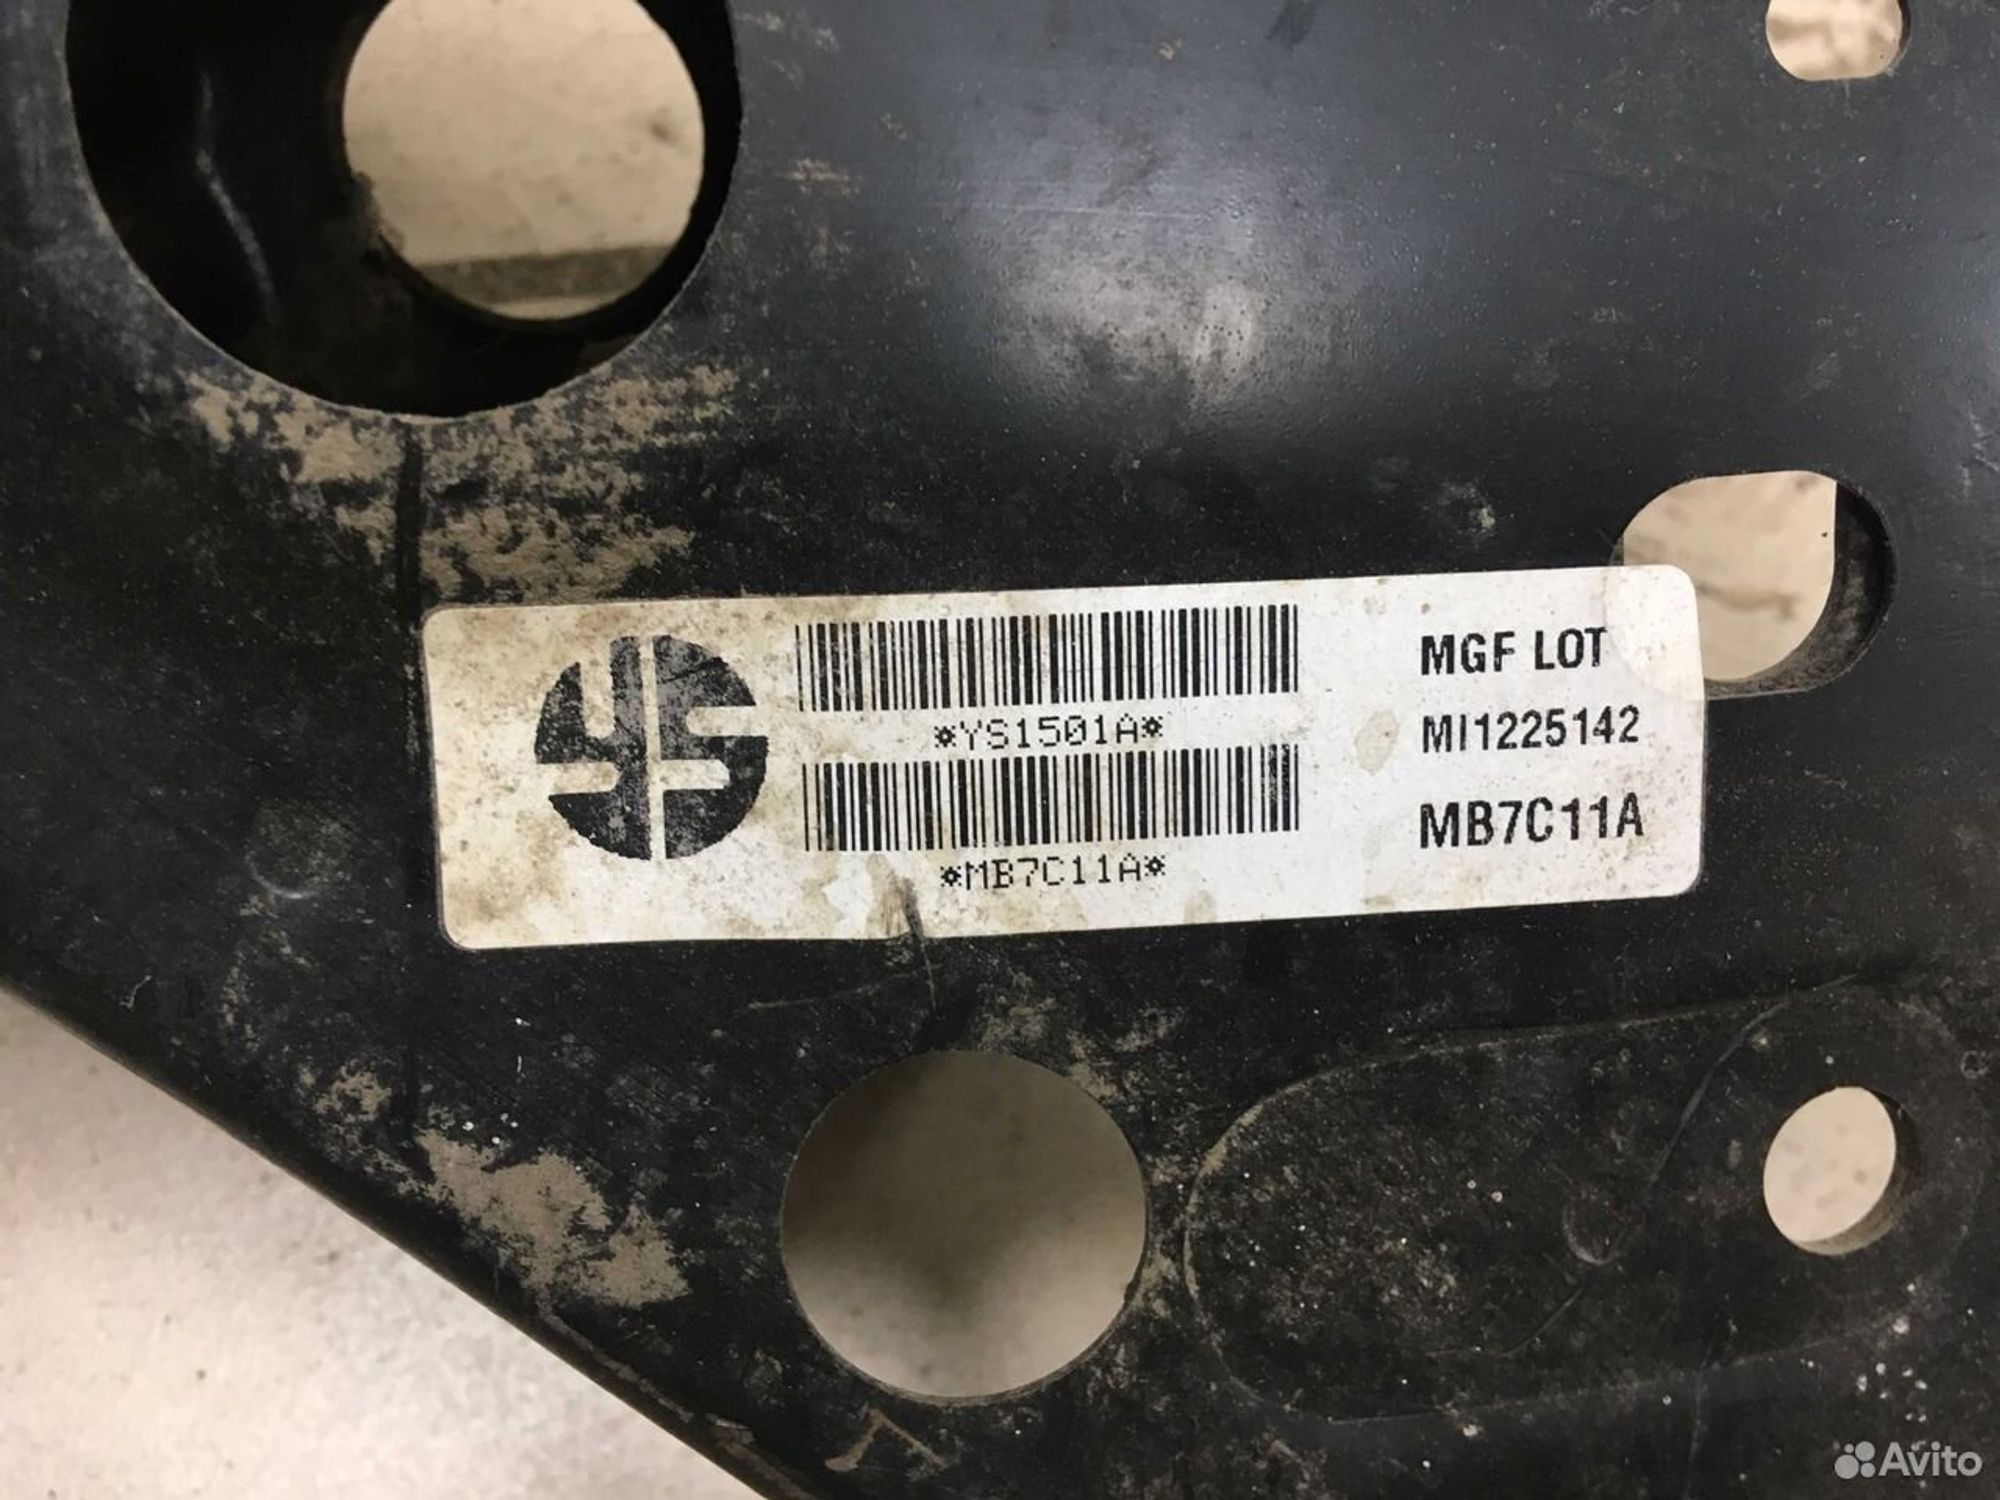 YS
*YS1501A*
*MB7C11A*
MGF LOT
MI1225142
MB7C11A
Avito